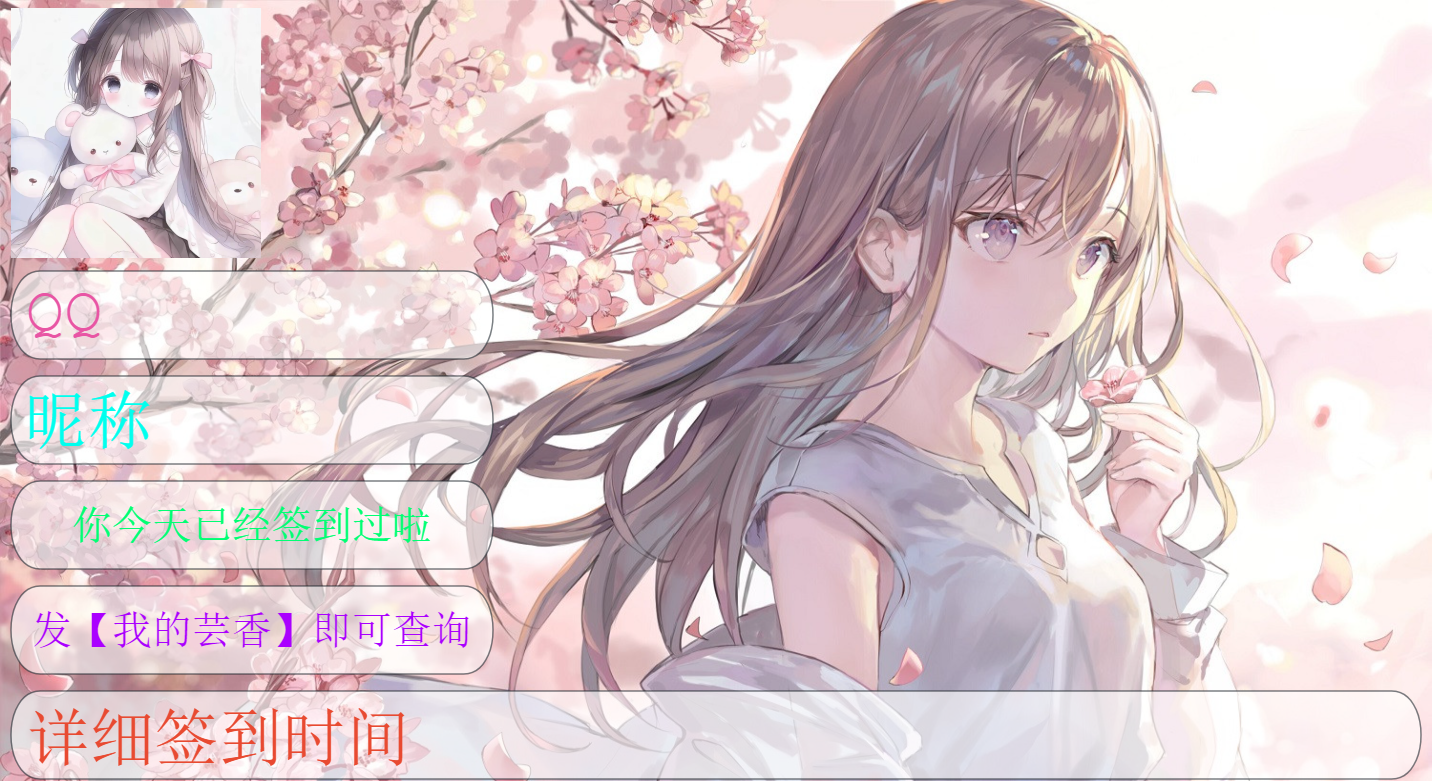 QQ
昵称
你今天已经签到过啦
发【我的芸香】即可查询
详细签到时间